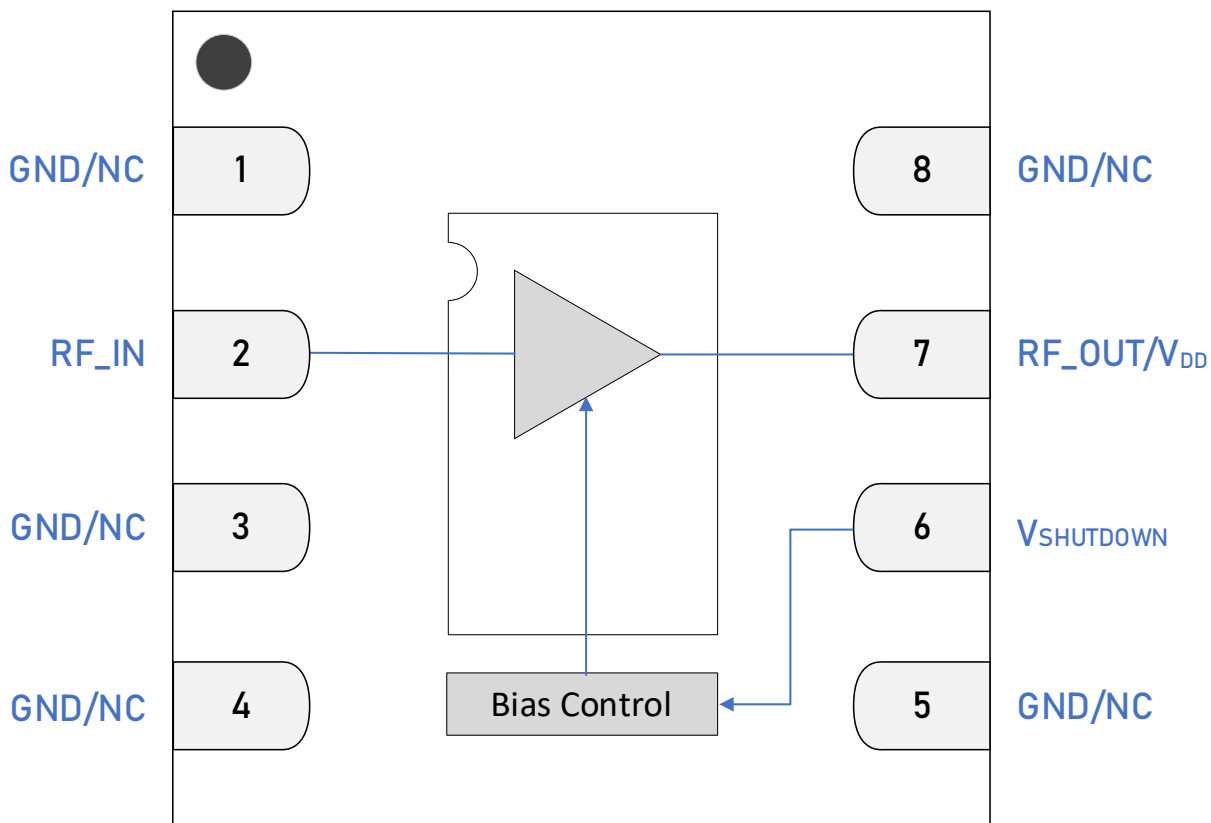 GND/NC 1 8 GND/NC
RF_IN 2 7 RF_OUT/VDD
GND/NC 3 6 VSHUTDOWN
GND/NC 4 Bias Control 5 GND/NC